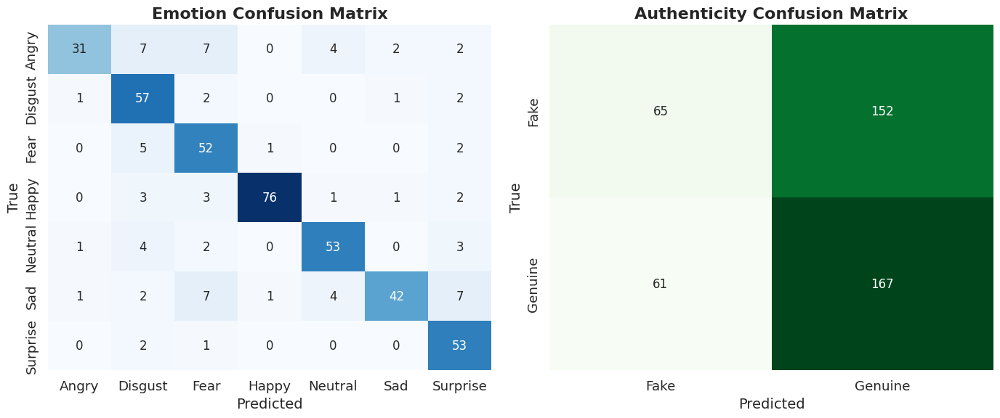 Emotion Confusion Matrix
Angry 31 7 7 0 4 2 2
Disgust 1 57 2 0 0 1 2
Fear 0 5 52 1 0 0 2
Happy 0 3 3 76 1 1 2
Neutral 1 4 2 0 53 0 3
Sad 1 2 7 1 4 42 7
Surprise 0 2 1 0 0 0 53
True
Angry Disgust Fear Happy Neutral Sad Surprise
Predicted
Authenticity Confusion Matrix
Fake 65 152
Genuine 61 167
True
Fake Genuine
Predicted